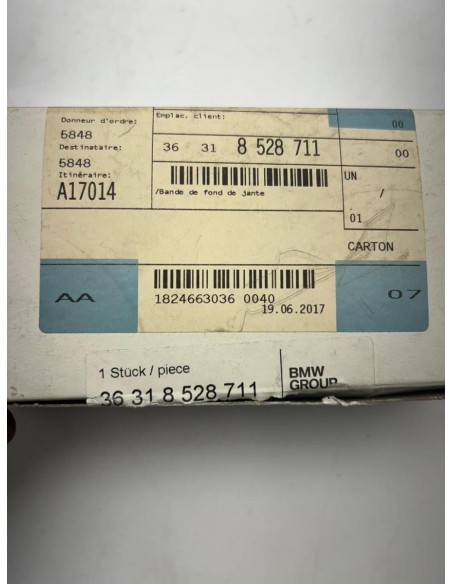 Donneur d'ordre:
5848
Destinataire:
5848
Itinéraire:
A17014
Emplac. client:
36 31 8 528 711
/Bande de fond de jante
00
00
UN
/
01
CARTON
AA
1824663036 0040
19.06.2017
07
1 Stück / piece
36 31 8 528 711
BMW
GROUP